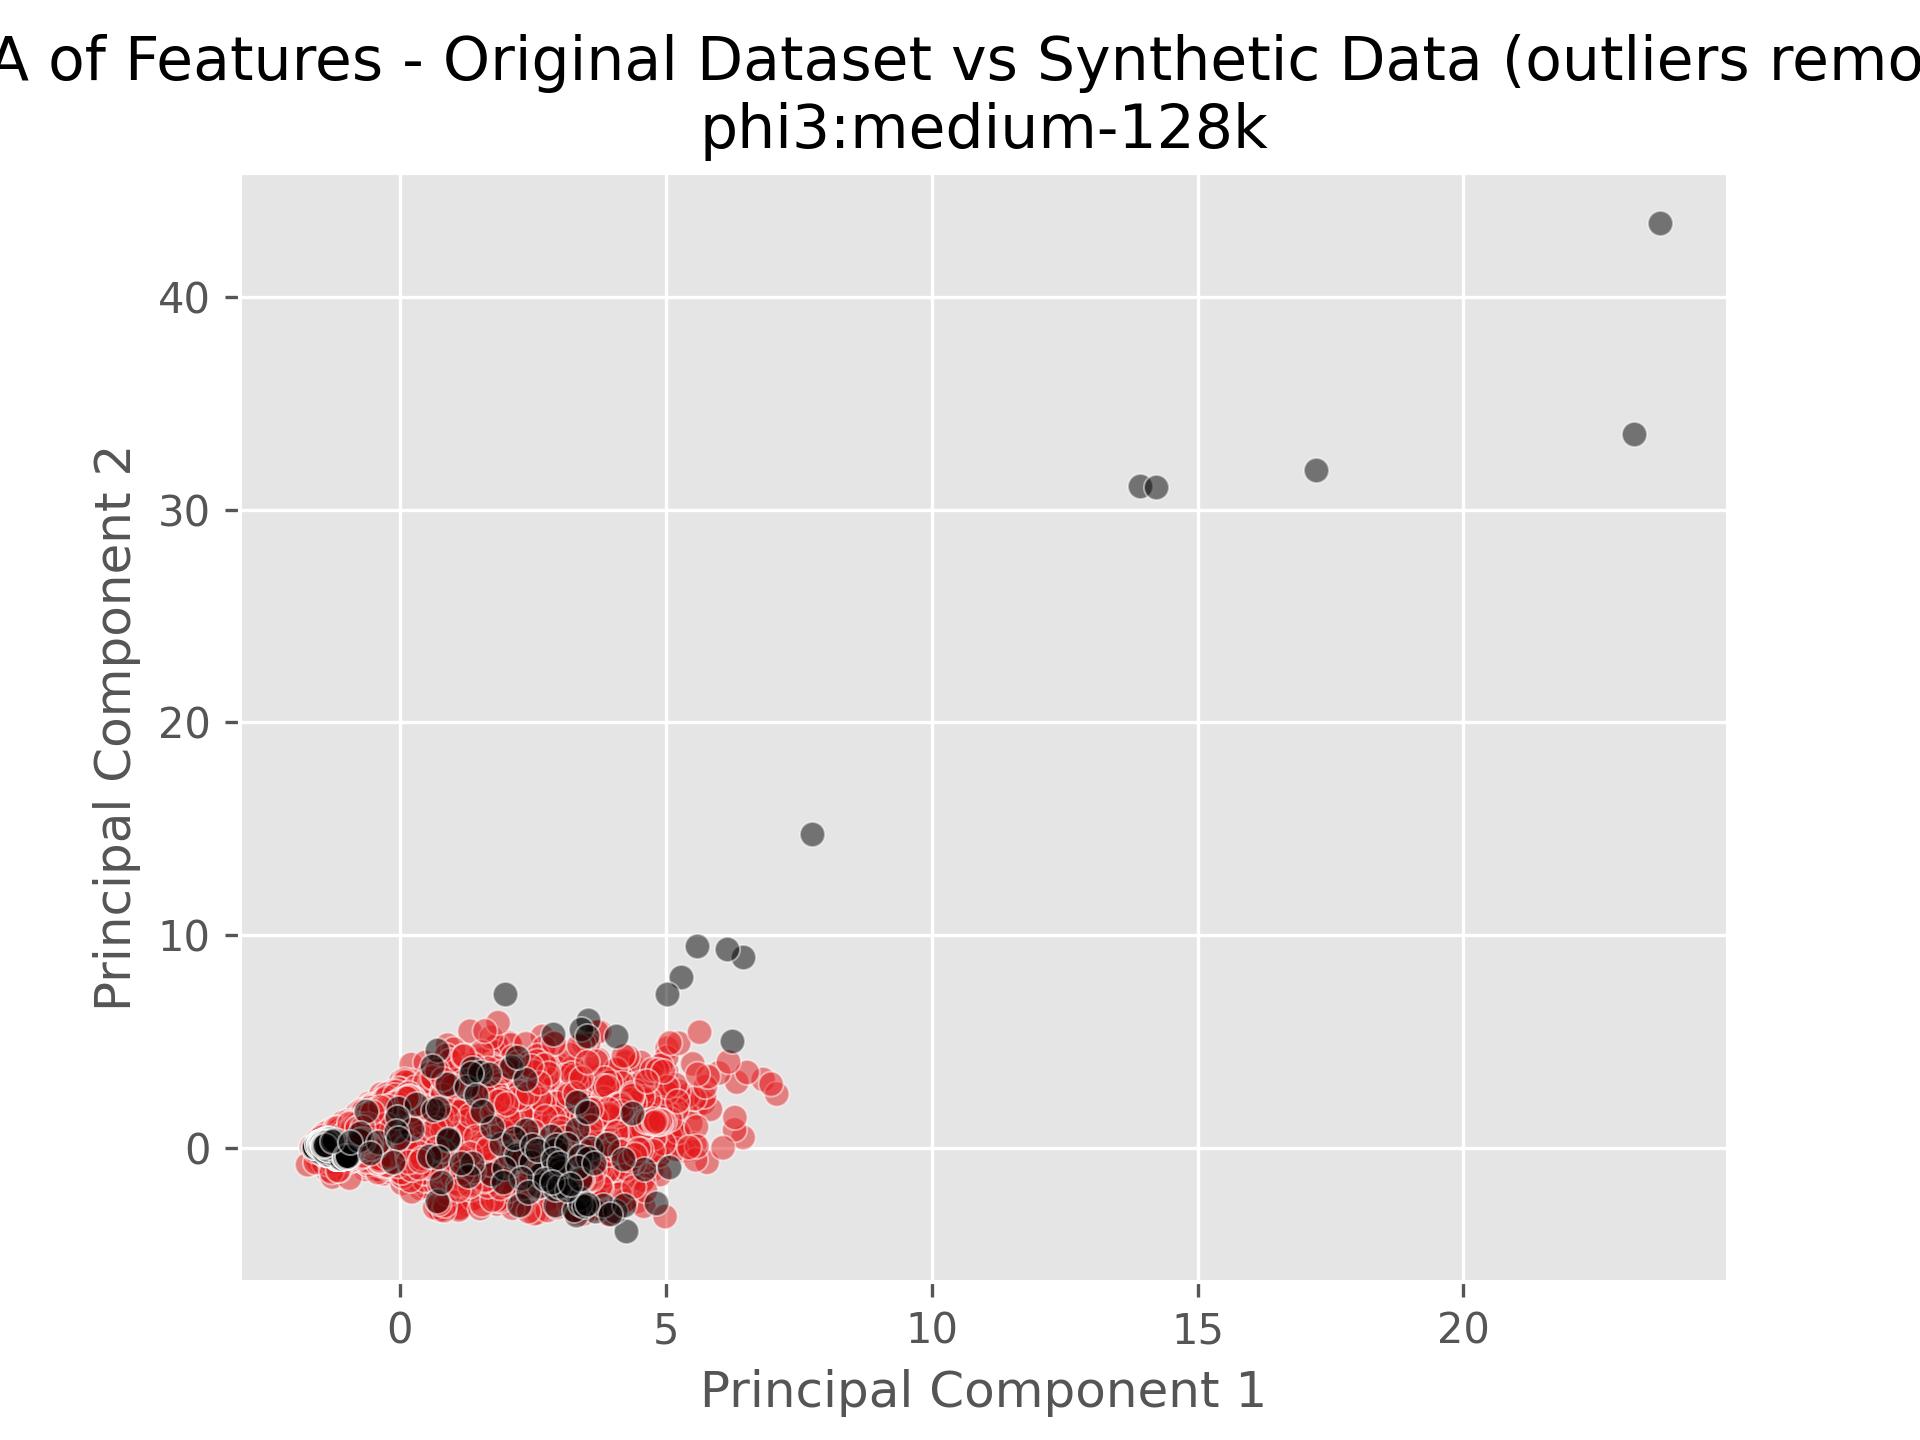 A of Features - Original Dataset vs Synthetic Data (outliers remo
phi3:medium-128k
40
30
20
10
0
Principal Component 2
0 5 10 15 20
Principal Component 1